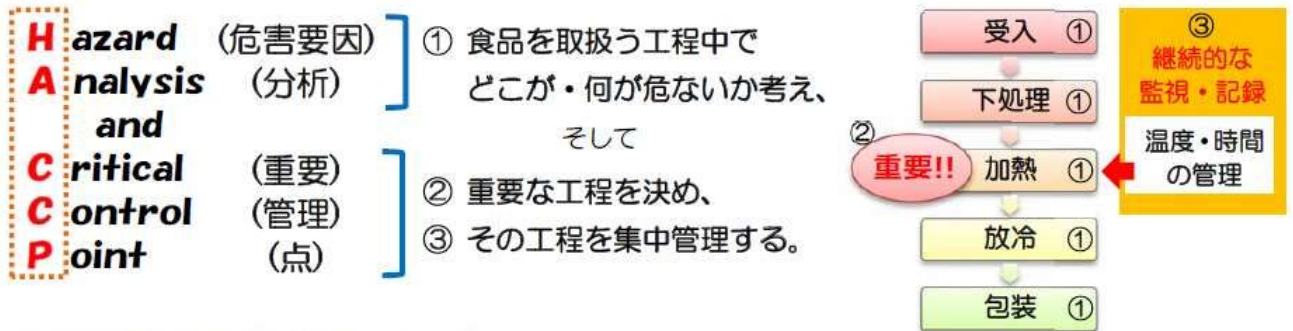 Hazard (危害要因)
Analysis (分析)
and
Critical (重要)
Control (管理)
Point (点)
① 食品を取扱う工程中で
どこが・何が危ないか考え、
そして
② 重要な工程を決め、
③ その工程を集中管理する。
受入 ①
下処理 ①
②
重要!!
加熱 ①
放冷 ①
包装 ①
③
継続的な
監視・記録
温度・時間
の管理